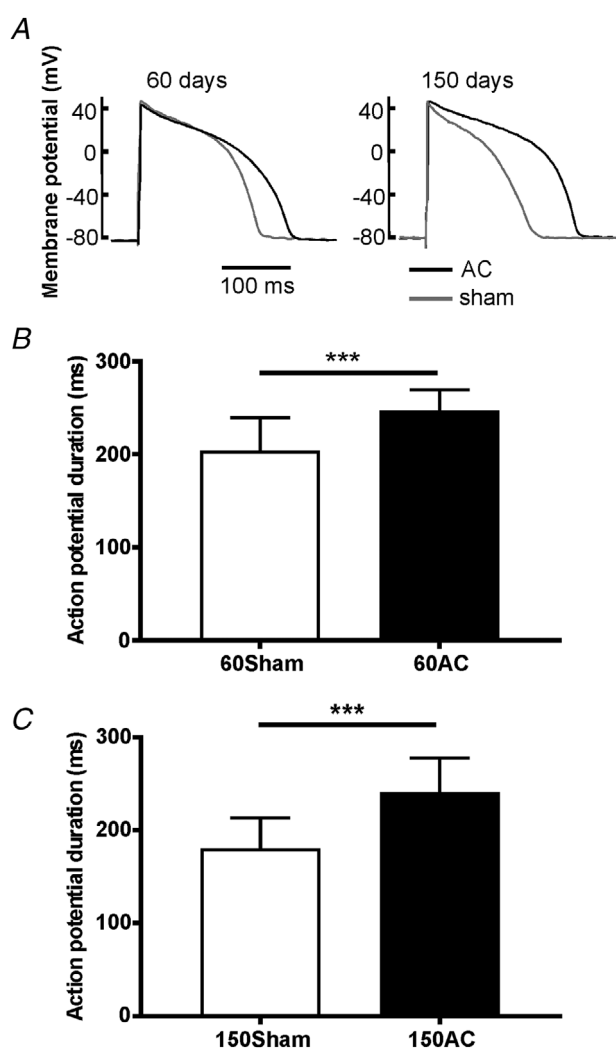 A
60 days
150 days
Membrane potential (mV)
40
0
-40
-80
40
0
-40
-80
100 ms
AC
sham
B
***
Action potential duration (ms)
300
200
100
0
60Sham
60AC
C
***
Action potential duration (ms)
300
200
100
0
150Sham
150AC